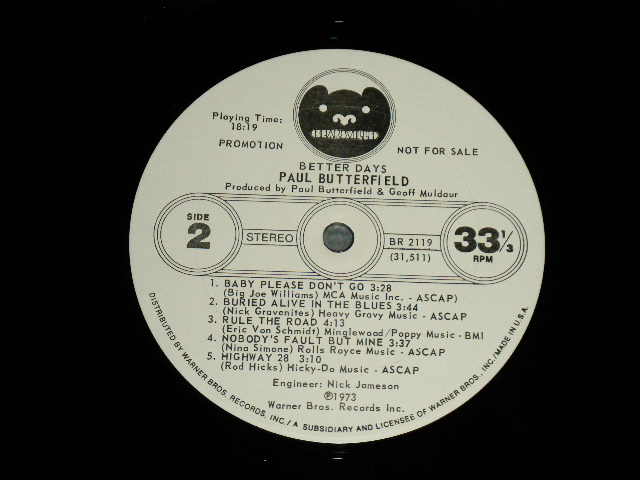 BEARSVILLE
Playing Time:
18:19
PROMOTION
NOT FOR SALE
BETTER DAYS
PAUL BUTTERFIELD
Produced by Paul Butterfield & Geoff Muldaur
SIDE
2
STEREO
BR 2119
(31,511)
33 1/3
RPM
1. BABY PLEASE DON'T GO 3:28
(Big Joe Williams) MCA Music Inc. - ASCAP)
2. BURIED ALIVE IN THE BLUES 3:44
(Nick Gravenites) Heavy Gravy Music - ASCAP
3. RULE THE ROAD 4:13
(Eric Von Schmidt) Minglewood/Poppy Music - BMI
4. NOBODY'S FAULT BUT MINE 3:37
(Nina Simone) Rolls Royce Music - ASCAP
5. HIGHWAY 28 3:10
(Rod Hicks) Hicky-Do Music - ASCAP
Engineer: Nick Jameson
℗1973
Warner Bros. Records Inc.
DISTRIBUTED BY WARNER BROS. RECORDS, INC./A SUBSIDIARY AND LICENSEE OF WARNER BROS., INC./MADE IN U.S.A.